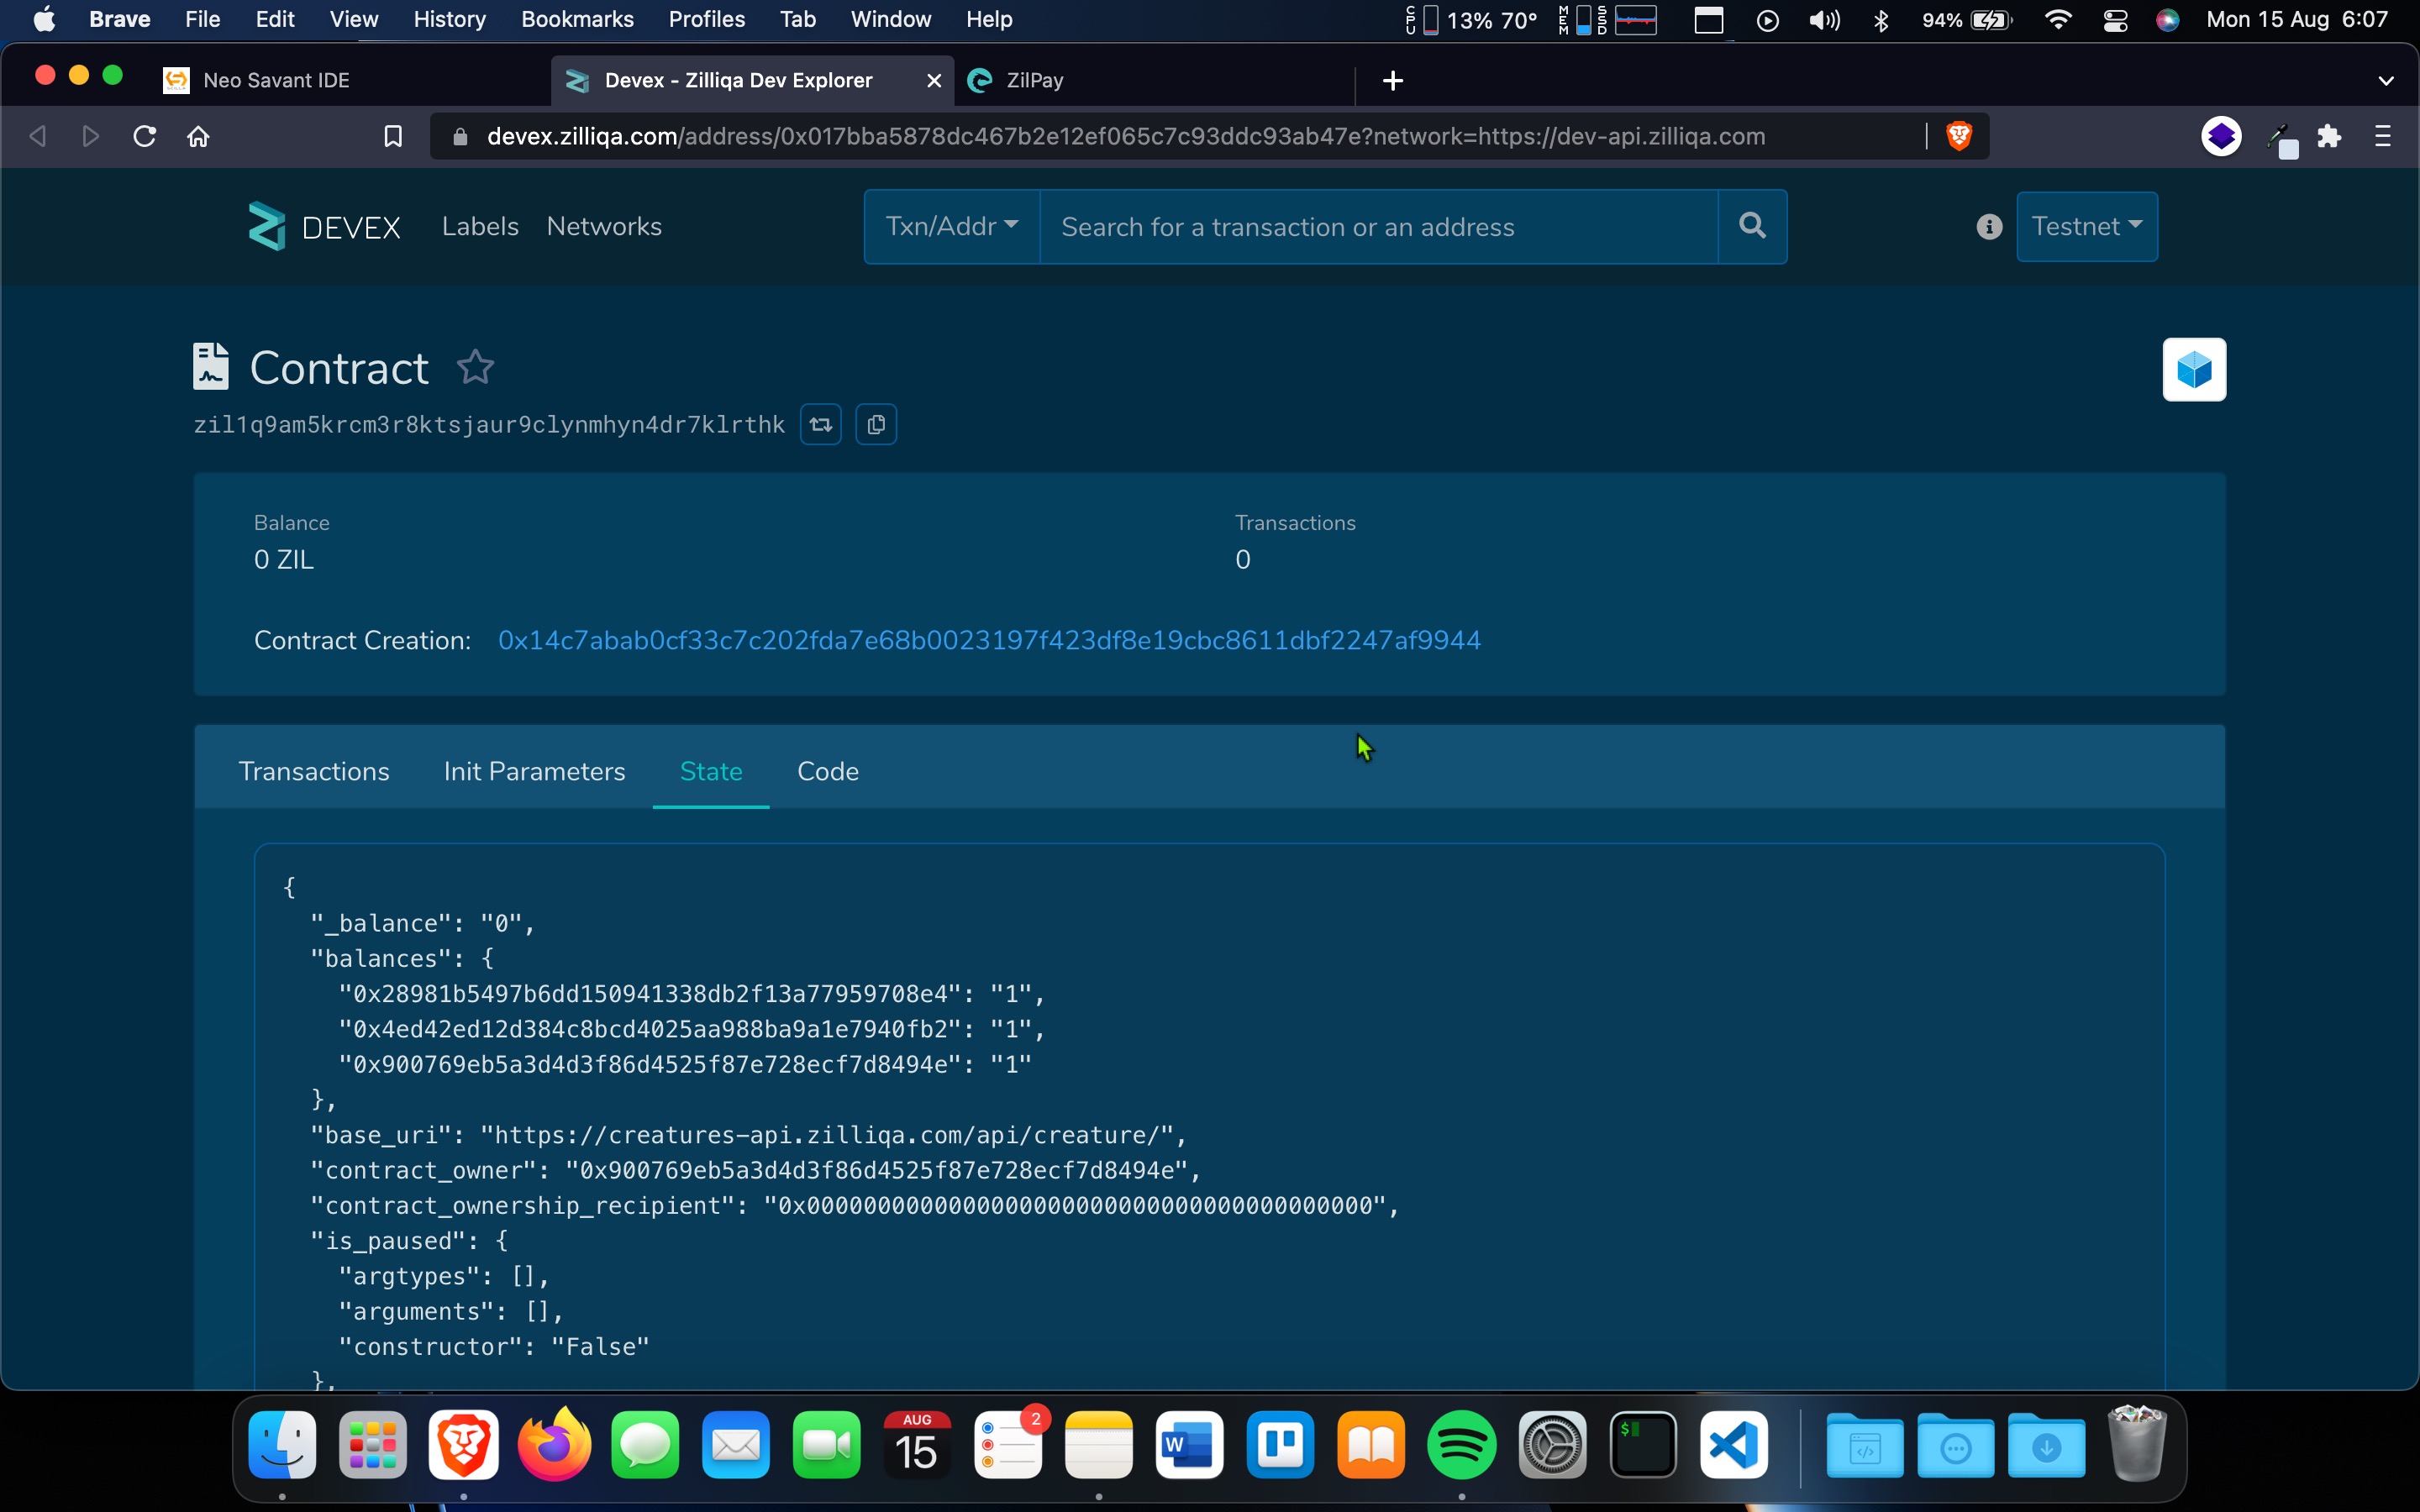 Brave File Edit View History Bookmarks Profiles Tab Window Help CPU 13% 70° MEM SSD 94% Mon 15 Aug 6:07
Neo Savant IDE Devex - Zilliqa Dev Explorer ZilPay
devex.zilliqa.com/address/0x017bba5878dc467b2e12ef065c7c93ddc93ab47e?network=https://dev-api.zilliqa.com
DEVEX Labels Networks Txn/Addr Search for a transaction or an address Testnet
Contract
zil1q9am5krcm3r8ktsjaur9clynmhyn4dr7klrthk
Balance Transactions
0 ZIL 0
Contract Creation: 0x14c7abab0cf33c7c202fda7e68b0023197f423df8e19cbc8611dbf2247af9944
Transactions Init Parameters State Code
{
"_balance": "0",
"balances": {
"0x28981b5497b6dd150941338db2f13a77959708e4": "1",
"0x4ed42ed12d384c8bcd4025aa988ba9a1e7940fb2": "1",
"0x900769eb5a3d4d3f86d4525f87e728ecf7d8494e": "1"
},
"base_uri": "https://creatures-api.zilliqa.com/api/creature/",
"contract_owner": "0x900769eb5a3d4d3f86d4525f87e728ecf7d8494e",
"contract_ownership_recipient": "0x0000000000000000000000000000000000000000",
"is_paused": {
"argtypes": [],
"arguments": [],
"constructor": "False"
},
AUG
15
2
W
$